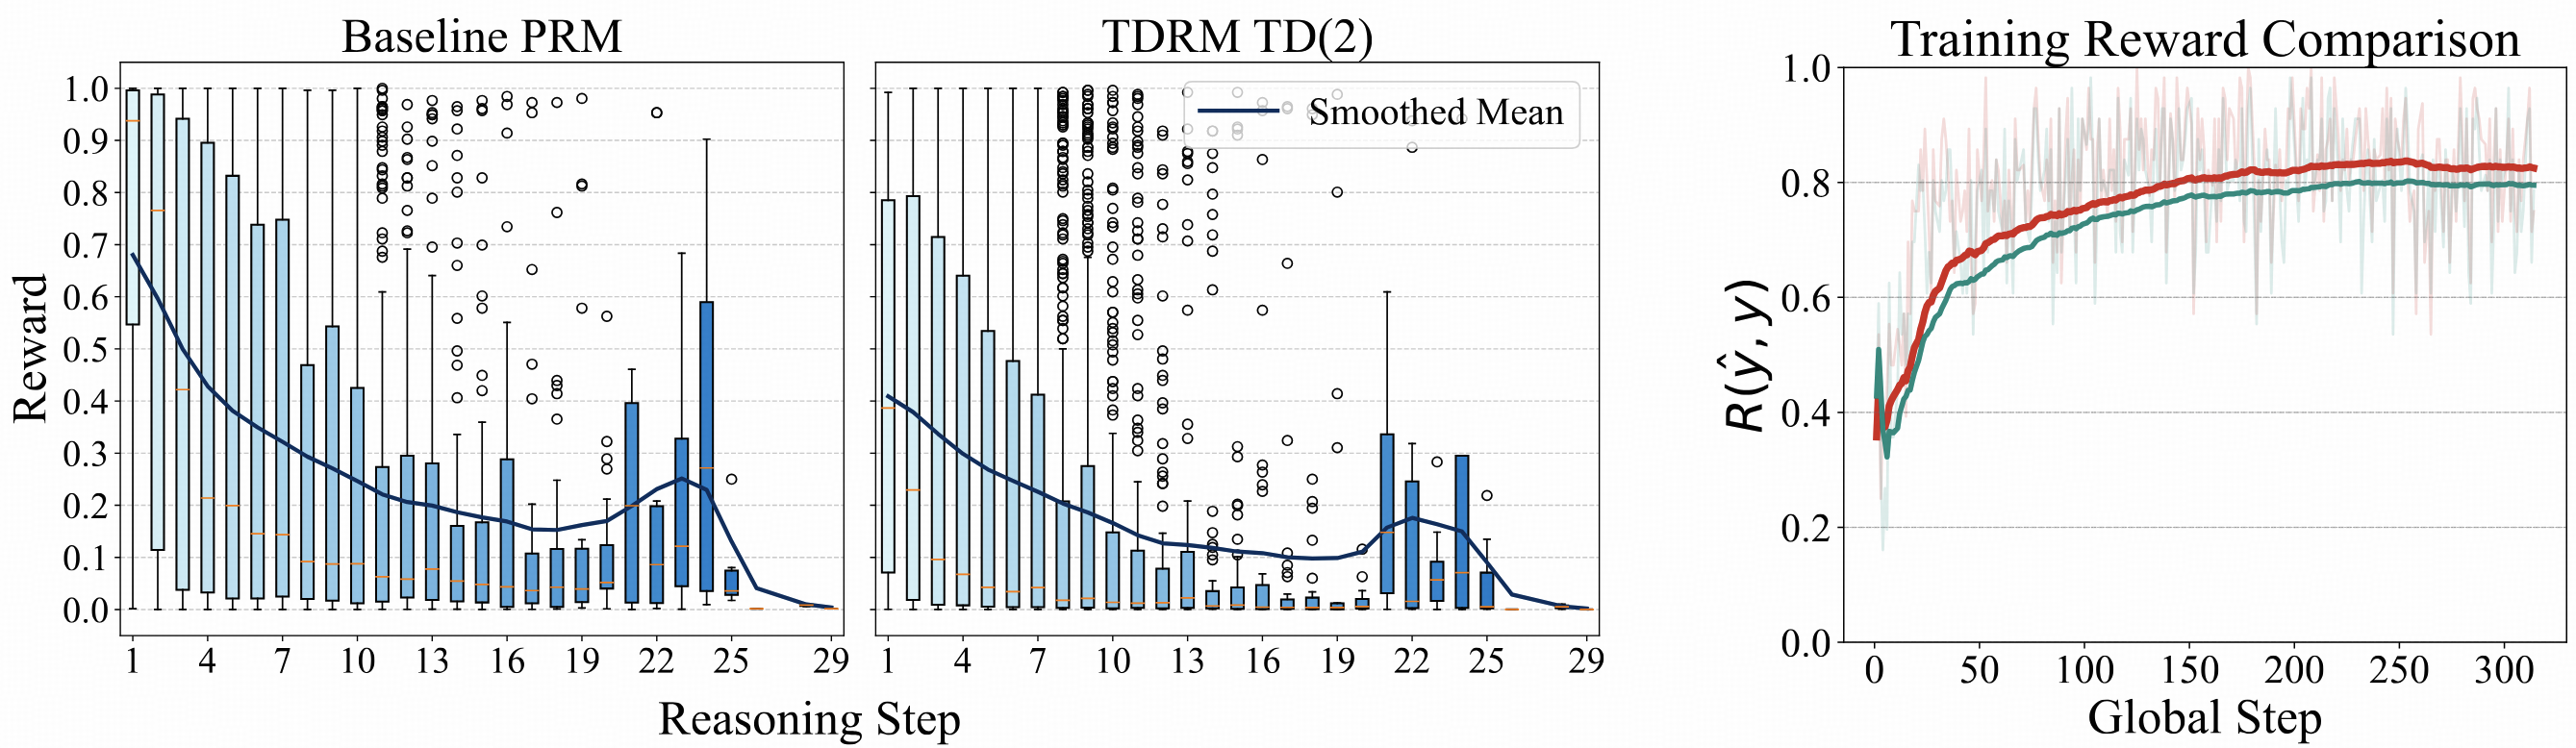 Baseline PRM
1.0
0.9
0.8
0.7
0.6
0.5
0.4
0.3
0.2
0.1
0.0
Reward
1 4 7 10 13 16 19 22 25 29
TDRM TD(2)
Smoothed Mean
1 4 7 10 13 16 19 22 25 29
Reasoning Step
Training Reward Comparison
1.0
0.8
0.6
0.4
0.2
0.0
R(ŷ, y)
0 50 100 150 200 250 300
Global Step